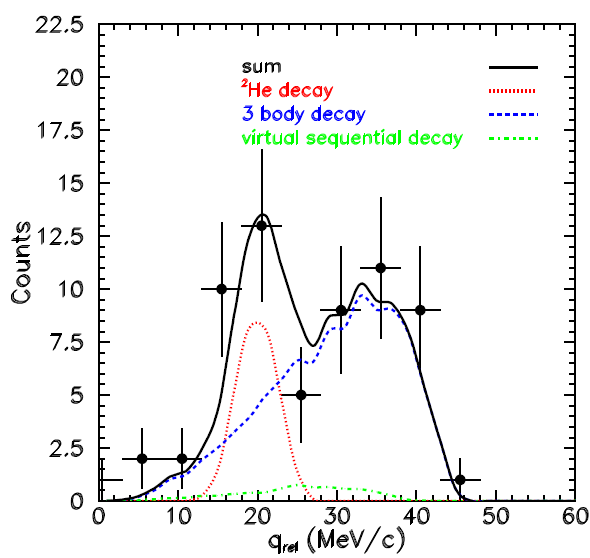 22.5
20
17.5
15
12.5
10
7.5
5
2.5
0
Counts
sum
²He decay
3 body decay
virtual sequential decay
0 10 20 30 40 50 60
q_rel (MeV/c)